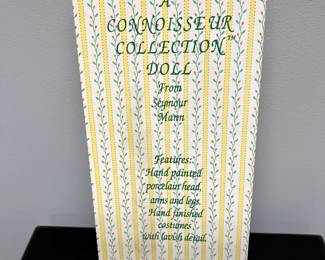 A
CONNOISSEUR
COLLECTION™
DOLL
From
Seymour
Mann
Features:
Hand painted
porcelain head,
arms and legs.
Hand finished
costumes
with lavish detail.